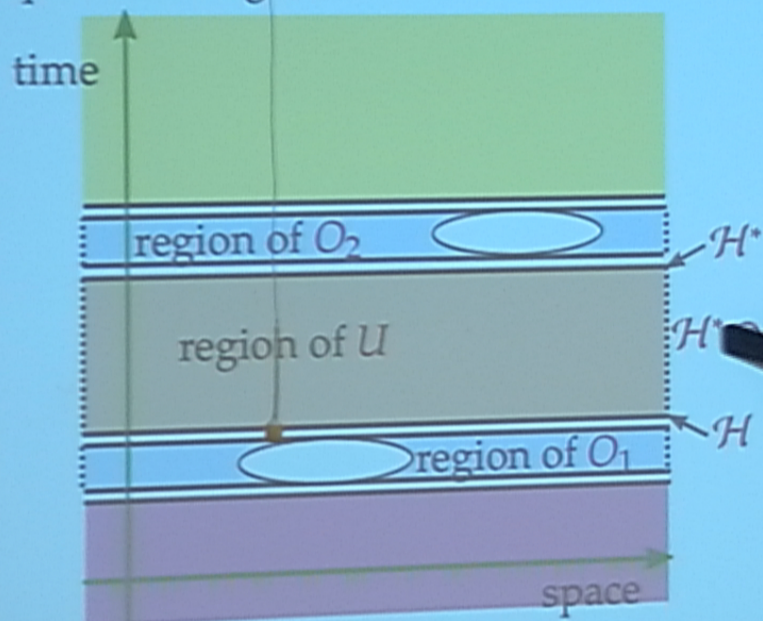 time
region of O₂
ℋ*
region of U
ℋ*
ℋ
region of O₁
space